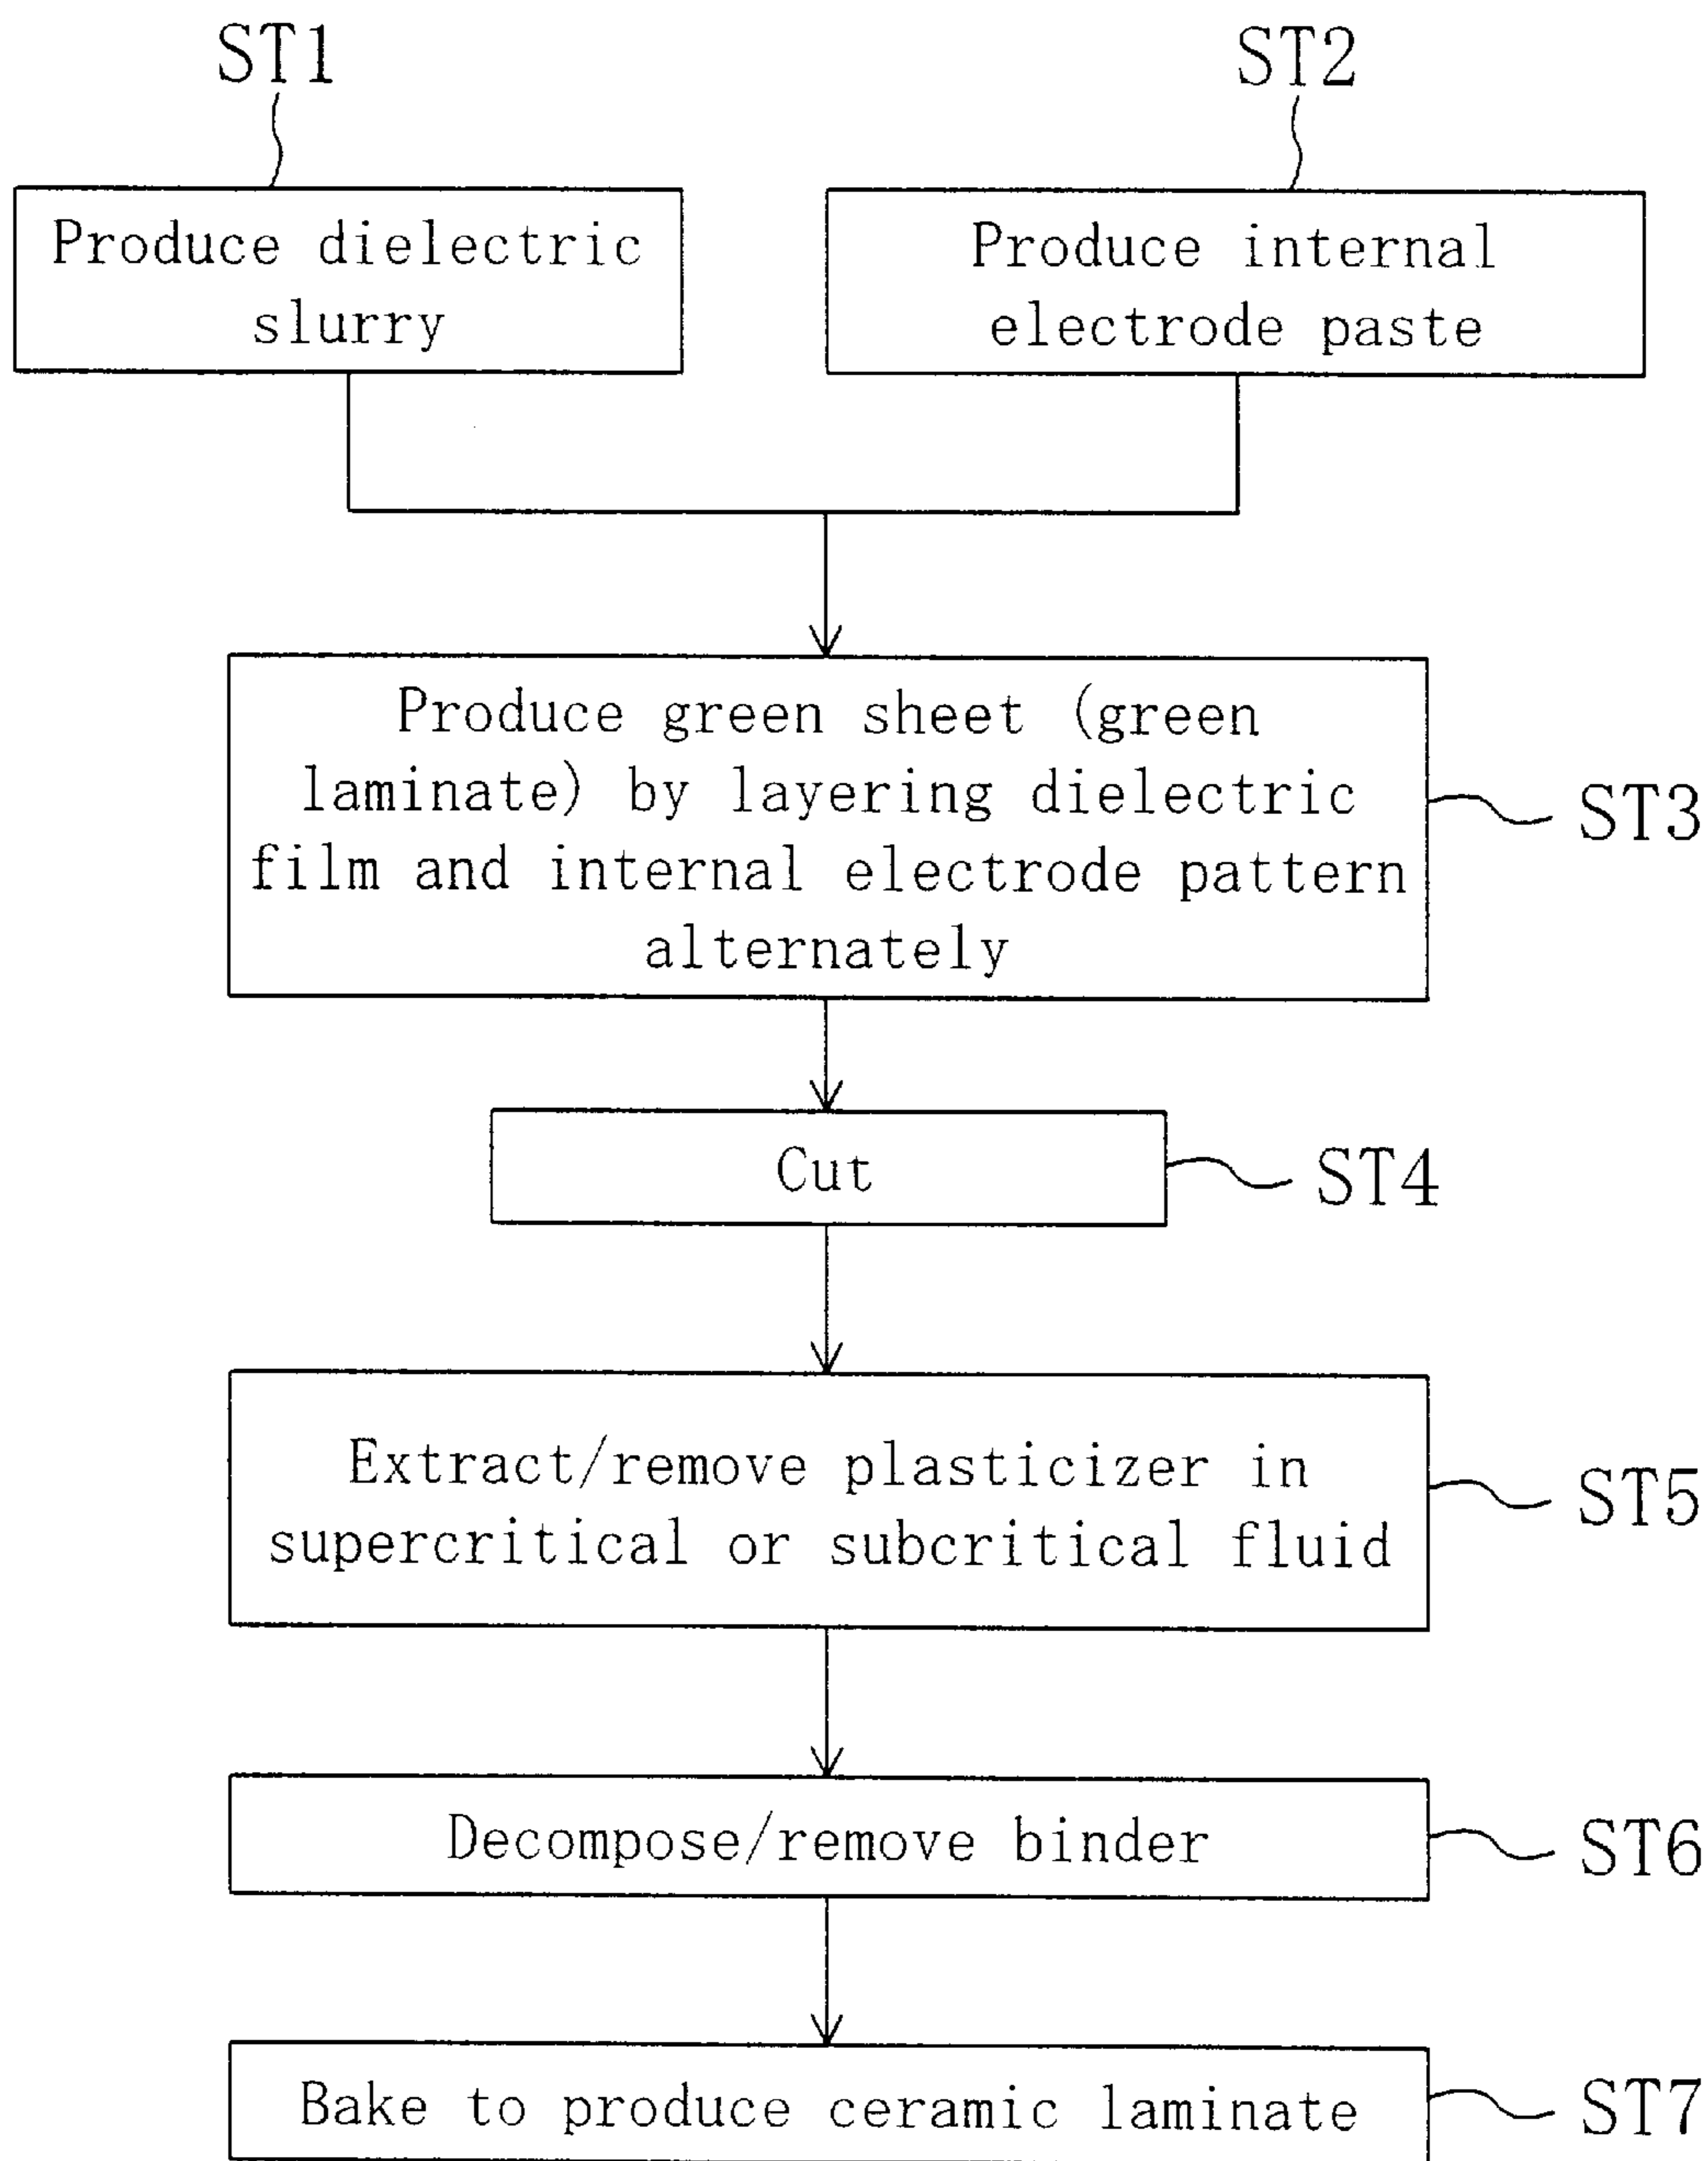 ST1
ST2
Produce dielectric
slurry
Produce internal
electrode paste
Produce green sheet (green
laminate) by layering dielectric
film and internal electrode pattern
alternately
ST3
Cut
ST4
Extract/remove plasticizer in
supercritical or subcritical fluid
ST5
Decompose/remove binder
ST6
Bake to produce ceramic laminate
ST7